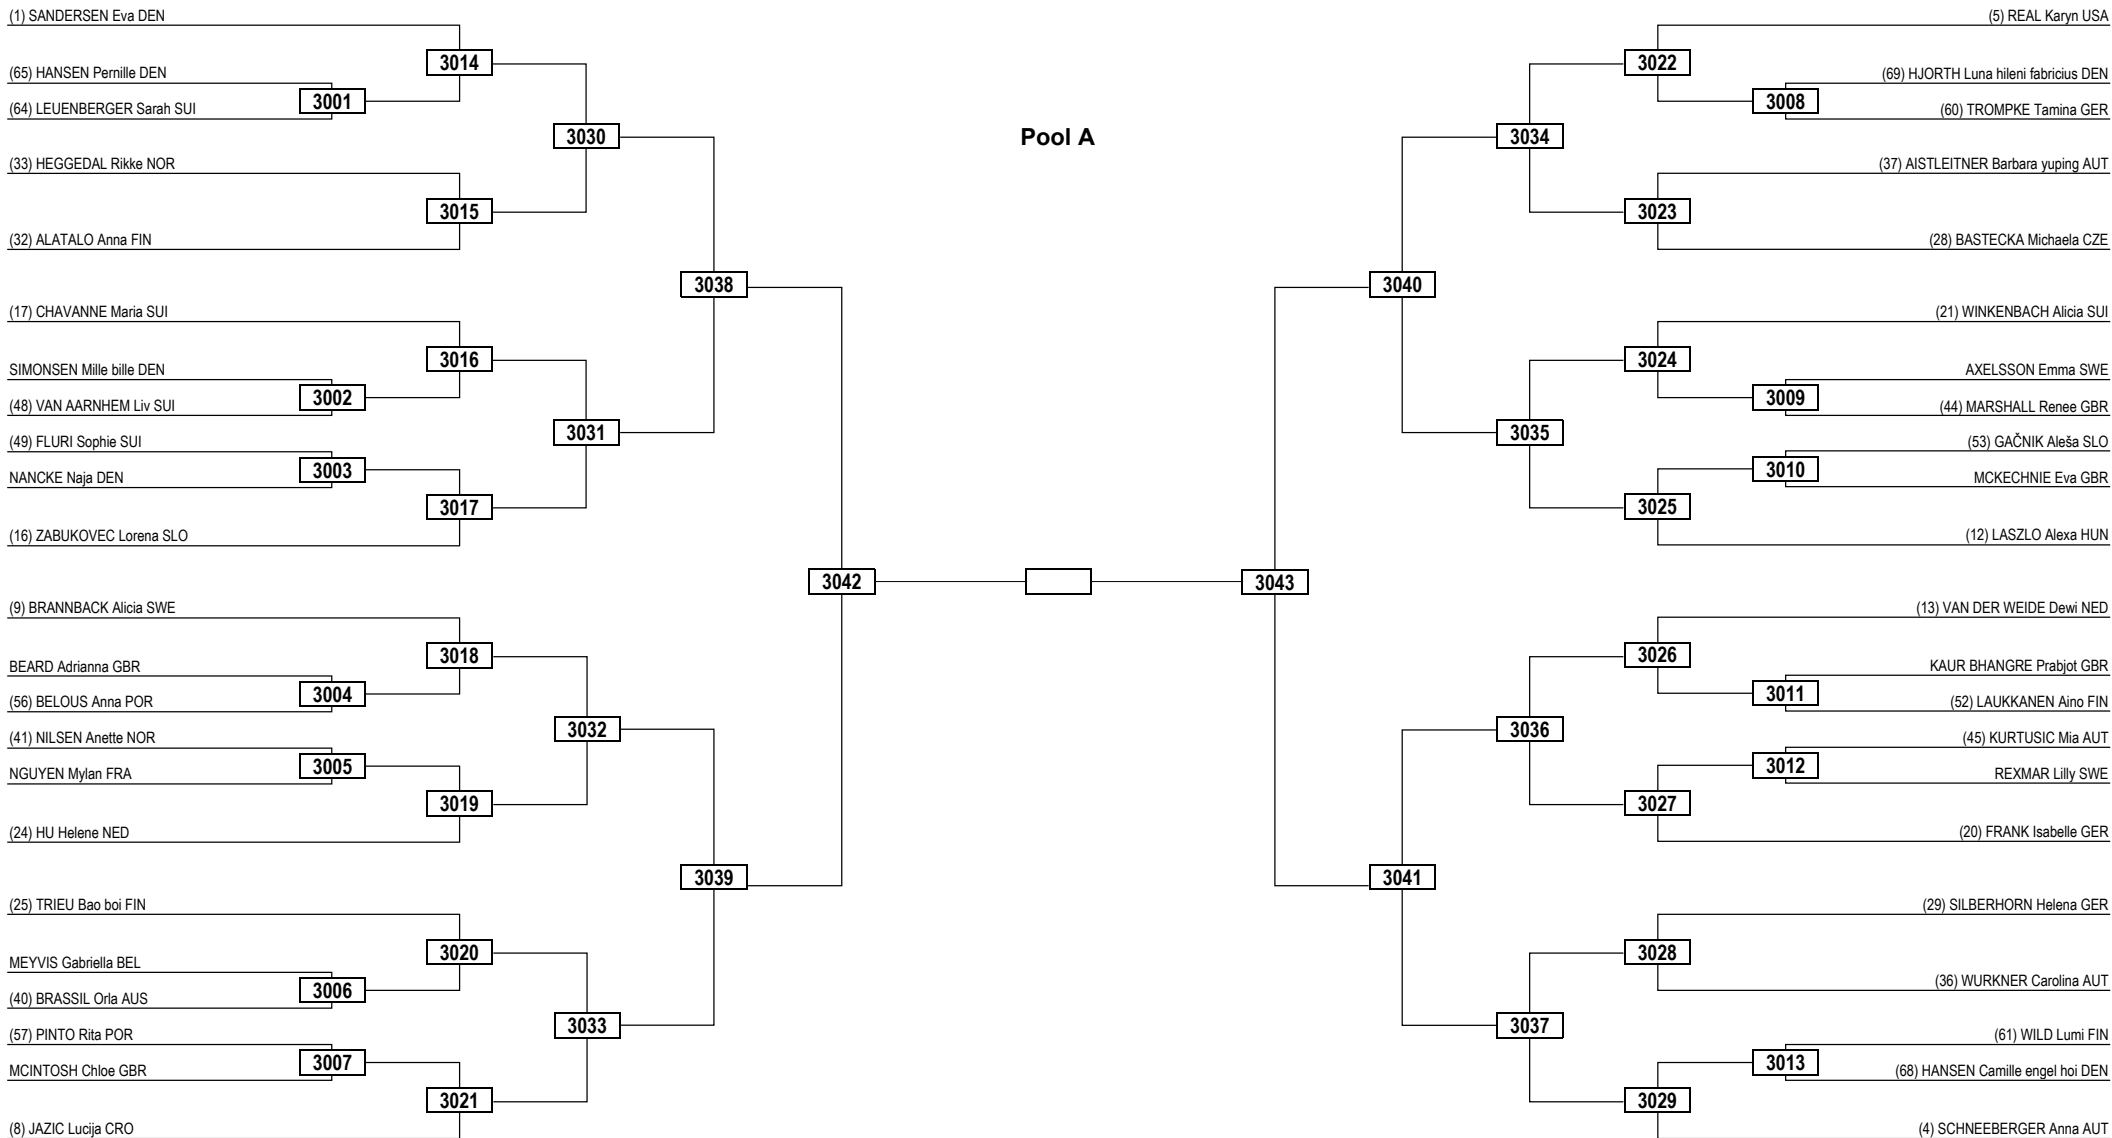 (1) SANDERSEN Eva DEN
(65) HANSEN Pernille DEN
(64) LEUENBERGER Sarah SUI
(33) HEGGEDAL Rikke NOR
(32) ALATALO Anna FIN
(17) CHAVANNE Maria SUI
SIMONSEN Mille bille DEN
(48) VAN AARNHEM Liv SUI
(49) FLURI Sophie SUI
NANCKE Naja DEN
(16) ZABUKOVEC Lorena SLO
(9) BRANNBACK Alicia SWE
BEARD Adrianna GBR
(56) BELOUS Anna POR
(41) NILSEN Anette NOR
NGUYEN Mylan FRA
(24) HU Helene NED
(25) TRIEU Bao boi FIN
MEYVIS Gabriella BEL
(40) BRASSIL Orla AUS
(57) PINTO Rita POR
MCINTOSH Chloe GBR
(8) JAZIC Lucija CRO
3001
3002
3003
3004
3005
3006
3007
3014
3015
3016
3017
3018
3019
3020
3021
3030
3031
3032
3033
3038
3039
3042
Pool A
3043
3040
3041
3034
3035
3036
3037
3022
3023
3024
3025
3026
3027
3028
3029
3008
3009
3010
3011
3012
3013
(5) REAL Karyn USA
(69) HJORTH Luna hileni fabricius DEN
(60) TROMPKE Tamina GER
(37) AISTLEITNER Barbara yuping AUT
(28) BASTECKA Michaela CZE
(21) WINKENBACH Alicia SUI
AXELSSON Emma SWE
(44) MARSHALL Renee GBR
(53) GAČNIK Aleša SLO
MCKECHNIE Eva GBR
(12) LASZLO Alexa HUN
(13) VAN DER WEIDE Dewi NED
KAUR BHANGRE Prabjot GBR
(52) LAUKKANEN Aino FIN
(45) KURTUSIC Mia AUT
REXMAR Lilly SWE
(20) FRANK Isabelle GER
(29) SILBERHORN Helena GER
(36) WURKNER Carolina AUT
(61) WILD Lumi FIN
(68) HANSEN Camille engel hoi DEN
(4) SCHNEEBERGER Anna AUT